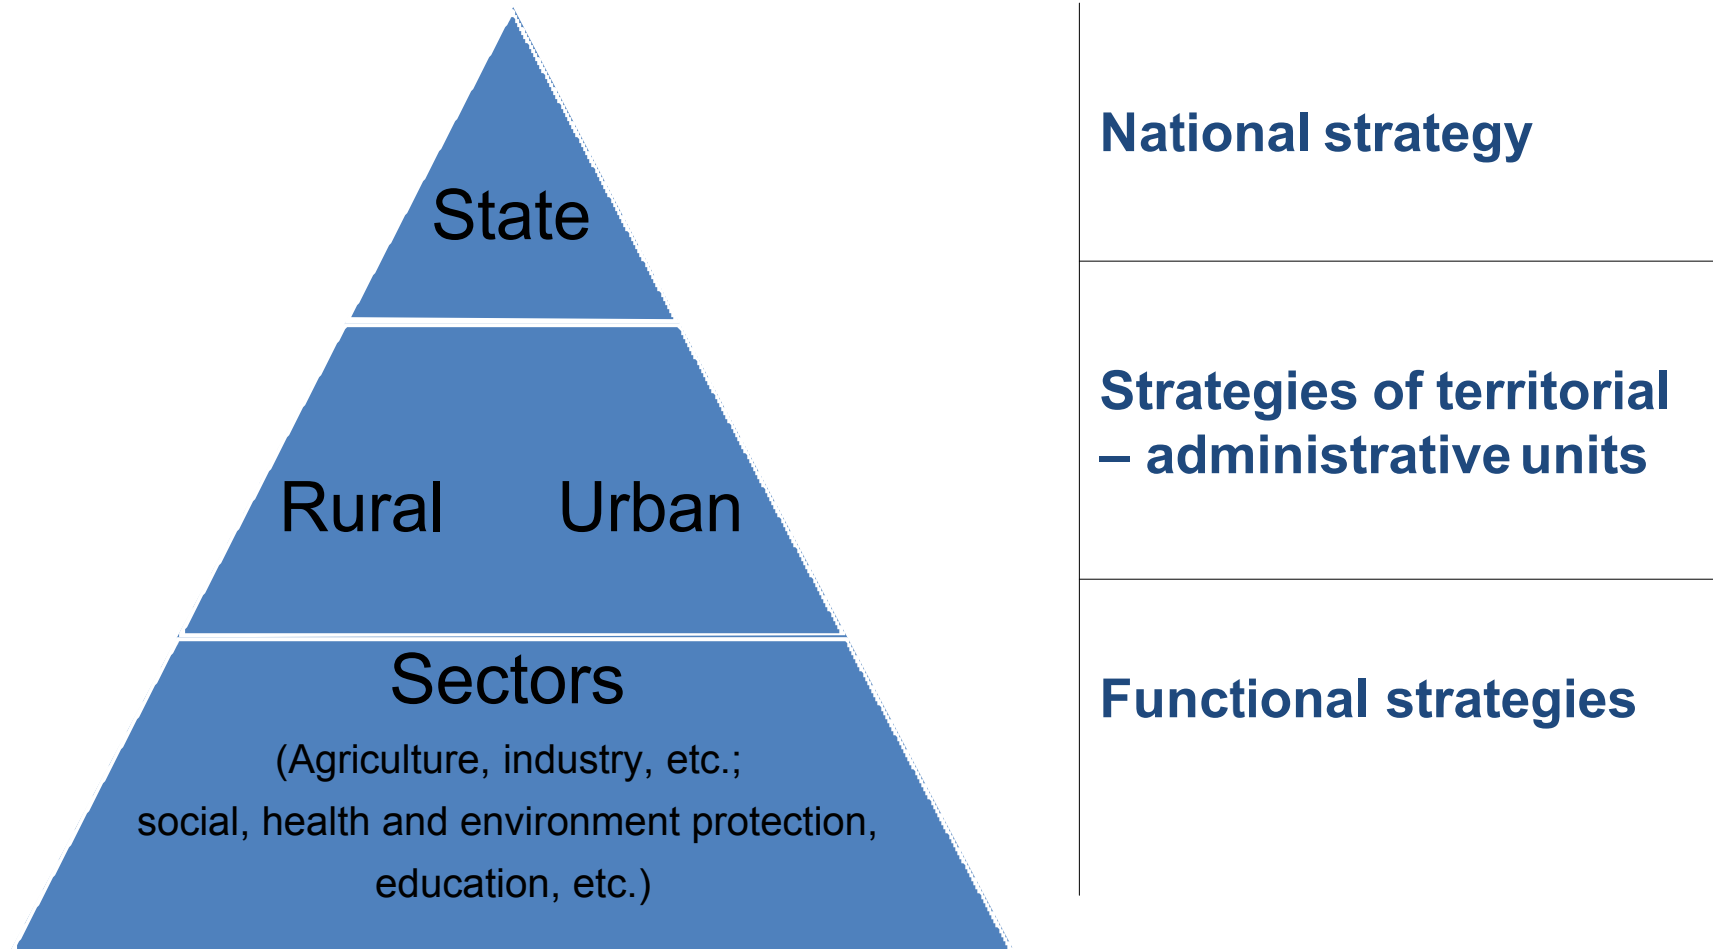 State
National strategy
Rural Urban
Strategies of territorial
– administrative units
Sectors
(Agriculture, industry, etc.;
social, health and environment protection,
education, etc.)
Functional strategies